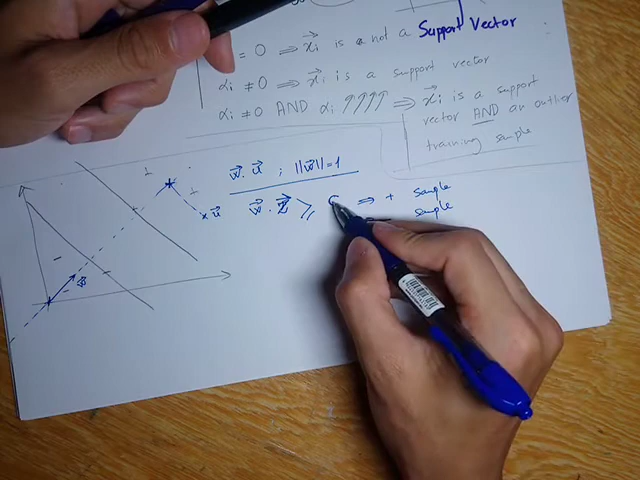 = 0 ⇒ x⃗ᵢ is not a Support Vector
αᵢ ≠ 0 ⇒ x⃗ᵢ is a support vector
αᵢ ≠ 0 AND αᵢ ↑↑↑↑ ⇒ x⃗ᵢ is a support
vector AND an outlier
training sample
w⃗ · u⃗ ; ||w⃗|| = 1
w⃗ · ⩾ ⇒ + sample
sample
u⃗
w⃗